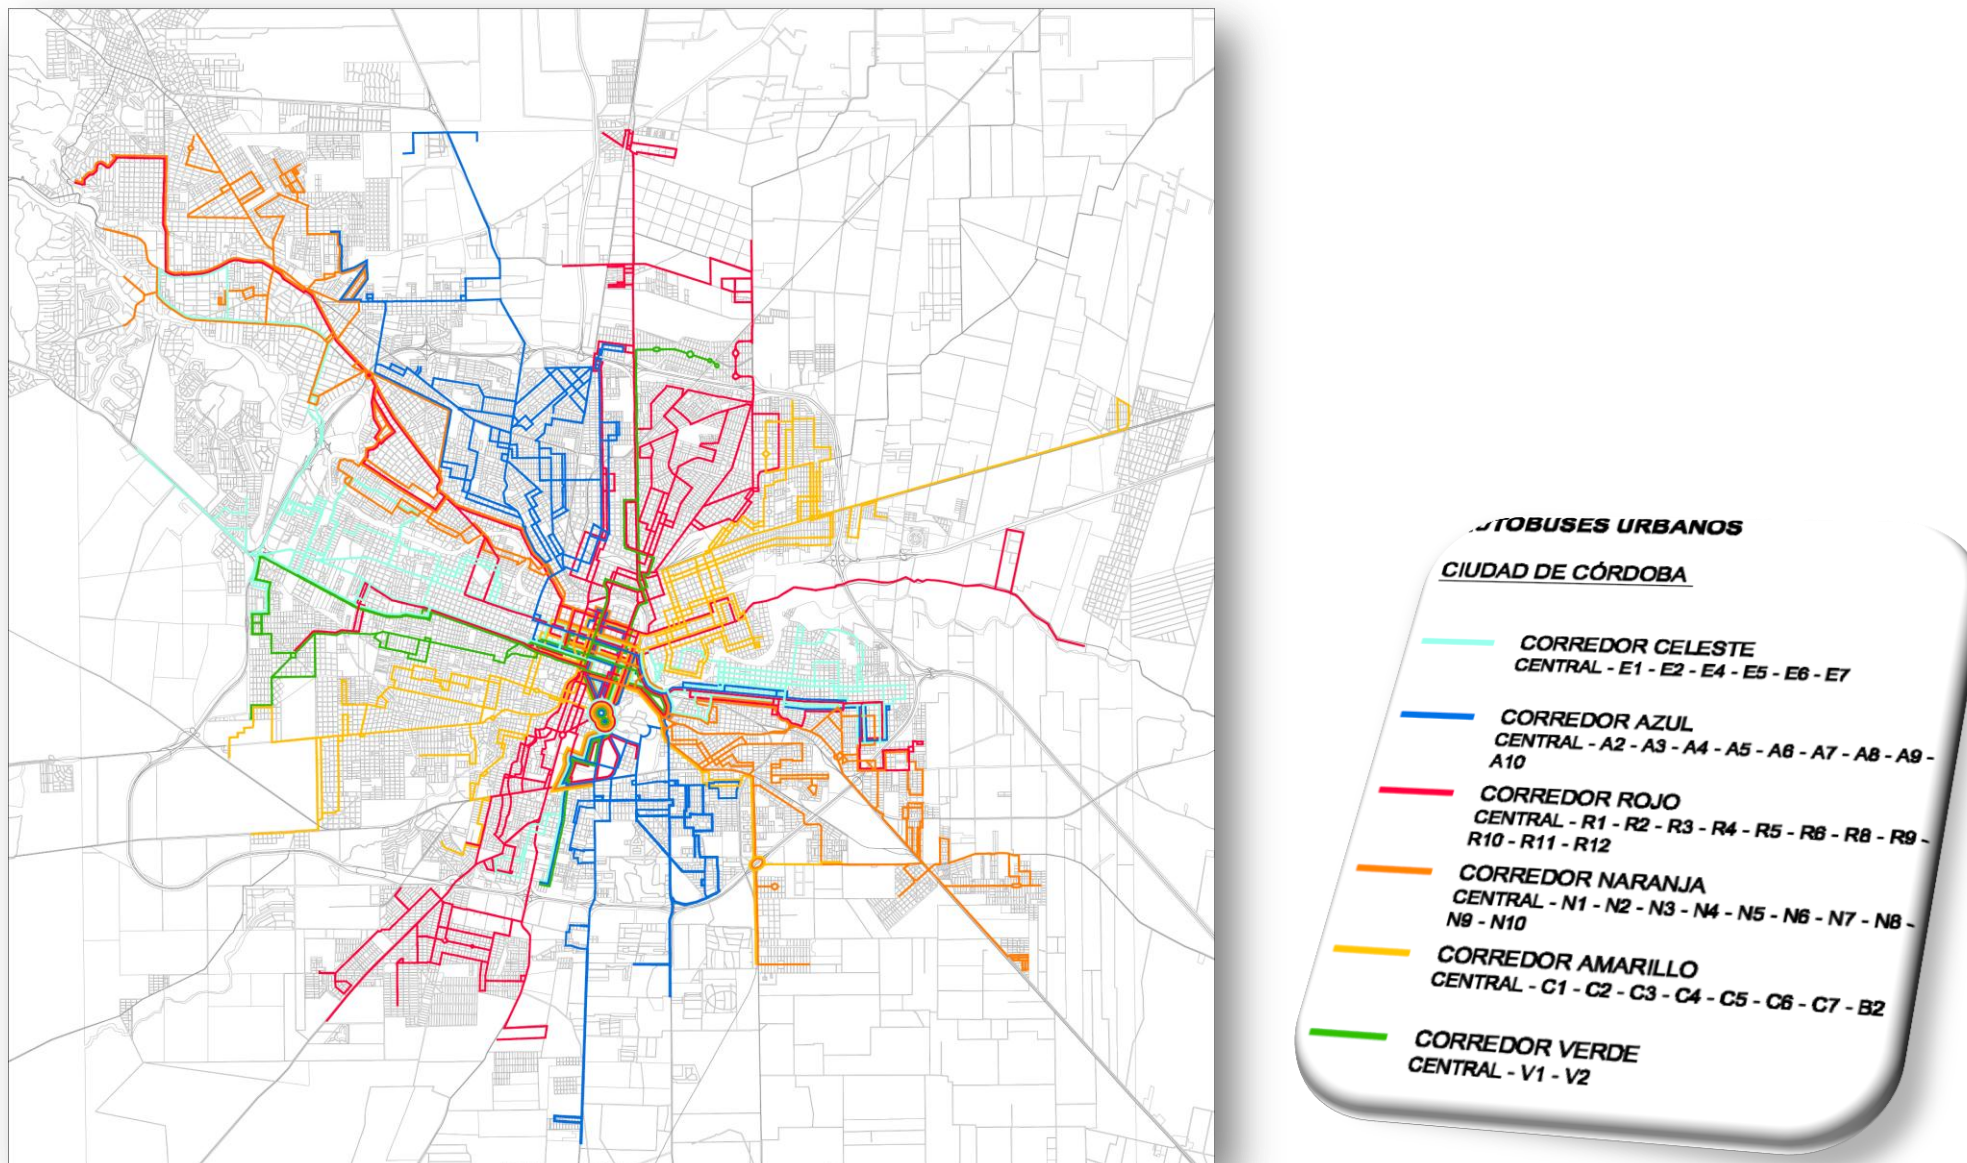 AUTOBUSES URBANOS
CIUDAD DE CÓRDOBA
CORREDOR CELESTE
CENTRAL - E1 - E2 - E4 - E5 - E6 - E7
CORREDOR AZUL
CENTRAL - A2 - A3 - A4 - A5 - A6 - A7 - A8 - A9 -
A10
CORREDOR ROJO
CENTRAL - R1 - R2 - R3 - R4 - R5 - R6 - R8 - R9 -
R10 - R11 - R12
CORREDOR NARANJA
CENTRAL - N1 - N2 - N3 - N4 - N5 - N6 - N7 - N8 -
N9 - N10
CORREDOR AMARILLO
CENTRAL - C1 - C2 - C3 - C4 - C5 - C6 - C7 - B2
CORREDOR VERDE
CENTRAL - V1 - V2